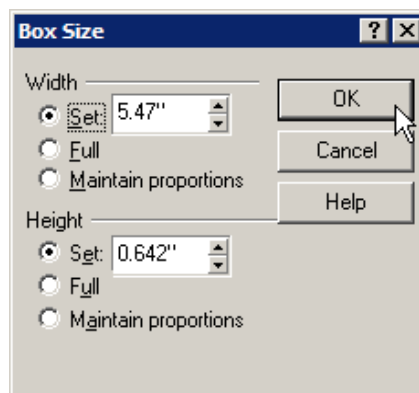 Box Size
Width
Set: 5.47"
Full
Maintain proportions
Height
Set: 0.642"
Full
Maintain proportions
OK
Cancel
Help